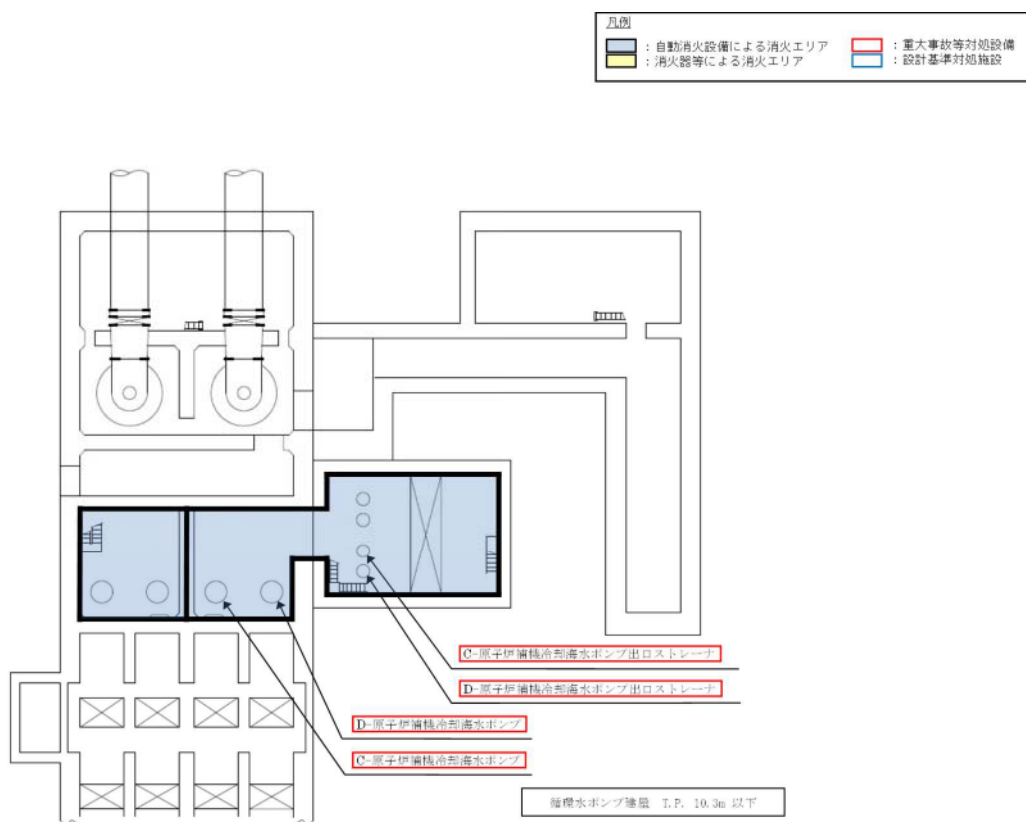 凡例
：自動消火設備による消火エリア ：重大事故等対処設備
：消火器等による消火エリア ：設計基準対処施設
C-原子炉補機冷却海水ポンプ出口ストレーナ
D-原子炉補機冷却海水ポンプ出口ストレーナ
D-原子炉補機冷却海水ポンプ
C-原子炉補機冷却海水ポンプ
循環水ポンプ建屋 T.P. 10.3m 以下